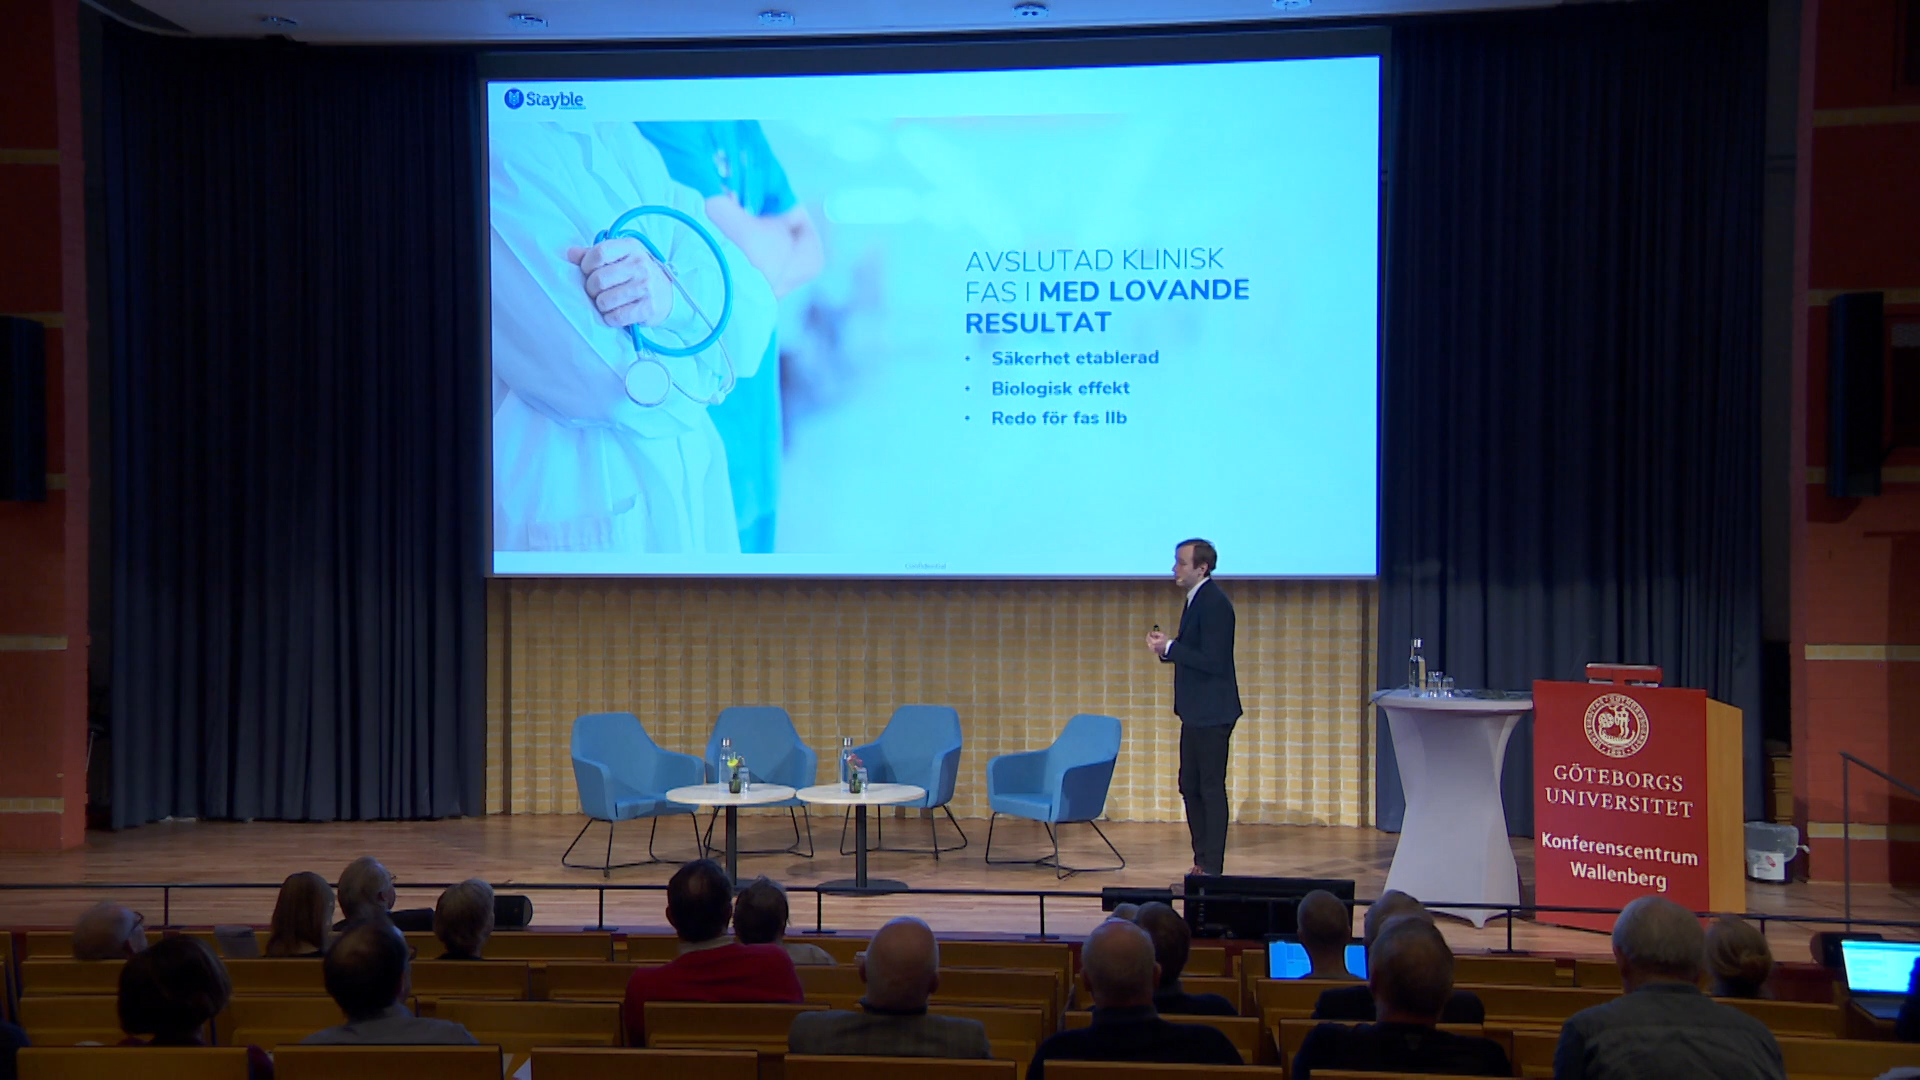 Stayble
AVSLUTAD KLINISK
FAS I MED LOVANDE
RESULTAT
• Säkerhet etablerad
• Biologisk effekt
• Redo för fas IIb
Confidential
GÖTEBORGS
UNIVERSITET
Konferenscentrum
Wallenberg